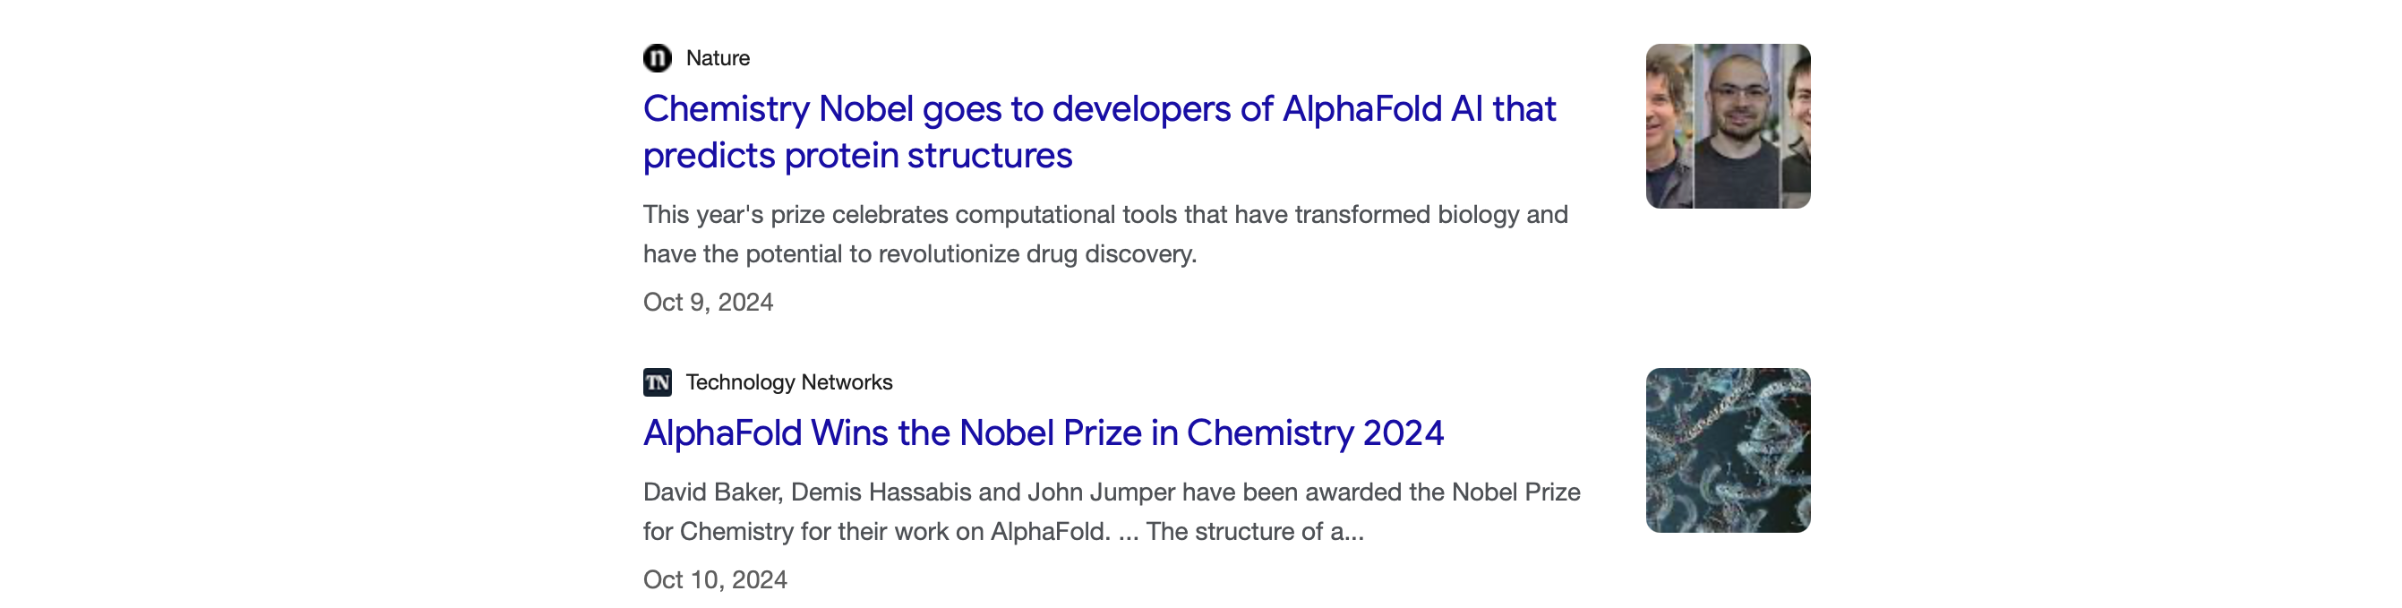 n Nature
Chemistry Nobel goes to developers of AlphaFold AI that
predicts protein structures
This year's prize celebrates computational tools that have transformed biology and
have the potential to revolutionize drug discovery.
Oct 9, 2024
TN Technology Networks
AlphaFold Wins the Nobel Prize in Chemistry 2024
David Baker, Demis Hassabis and John Jumper have been awarded the Nobel Prize
for Chemistry for their work on AlphaFold. ... The structure of a...
Oct 10, 2024